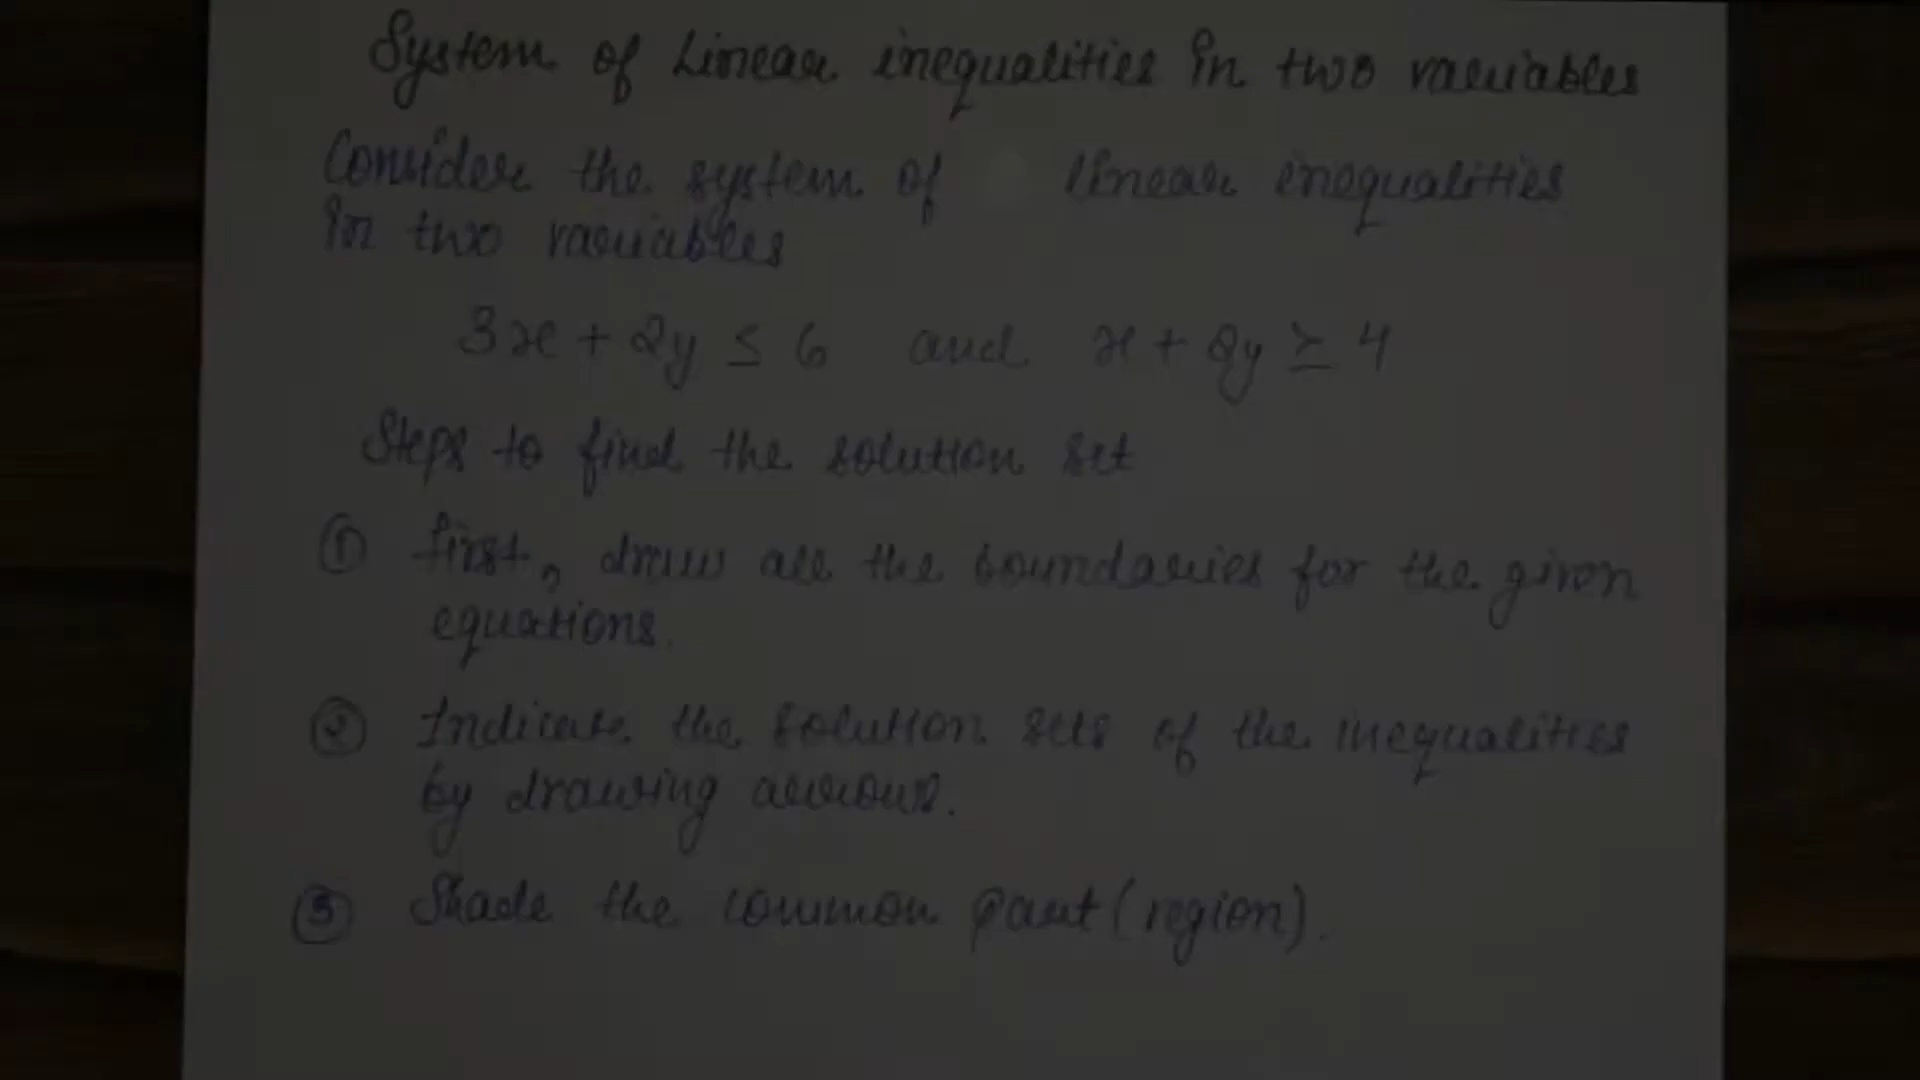 System of Linear inequalities in two variables
Consider the system of linear inequalities
in two variables
3x + 2y ≤ 6 and x + 2y ≥ 4
Steps to find the solution set
① first, draw all the boundaries for the given
equations.
② Indicate the solution sets of the inequalities
by drawing arrows.
③ Shade the common part (region).